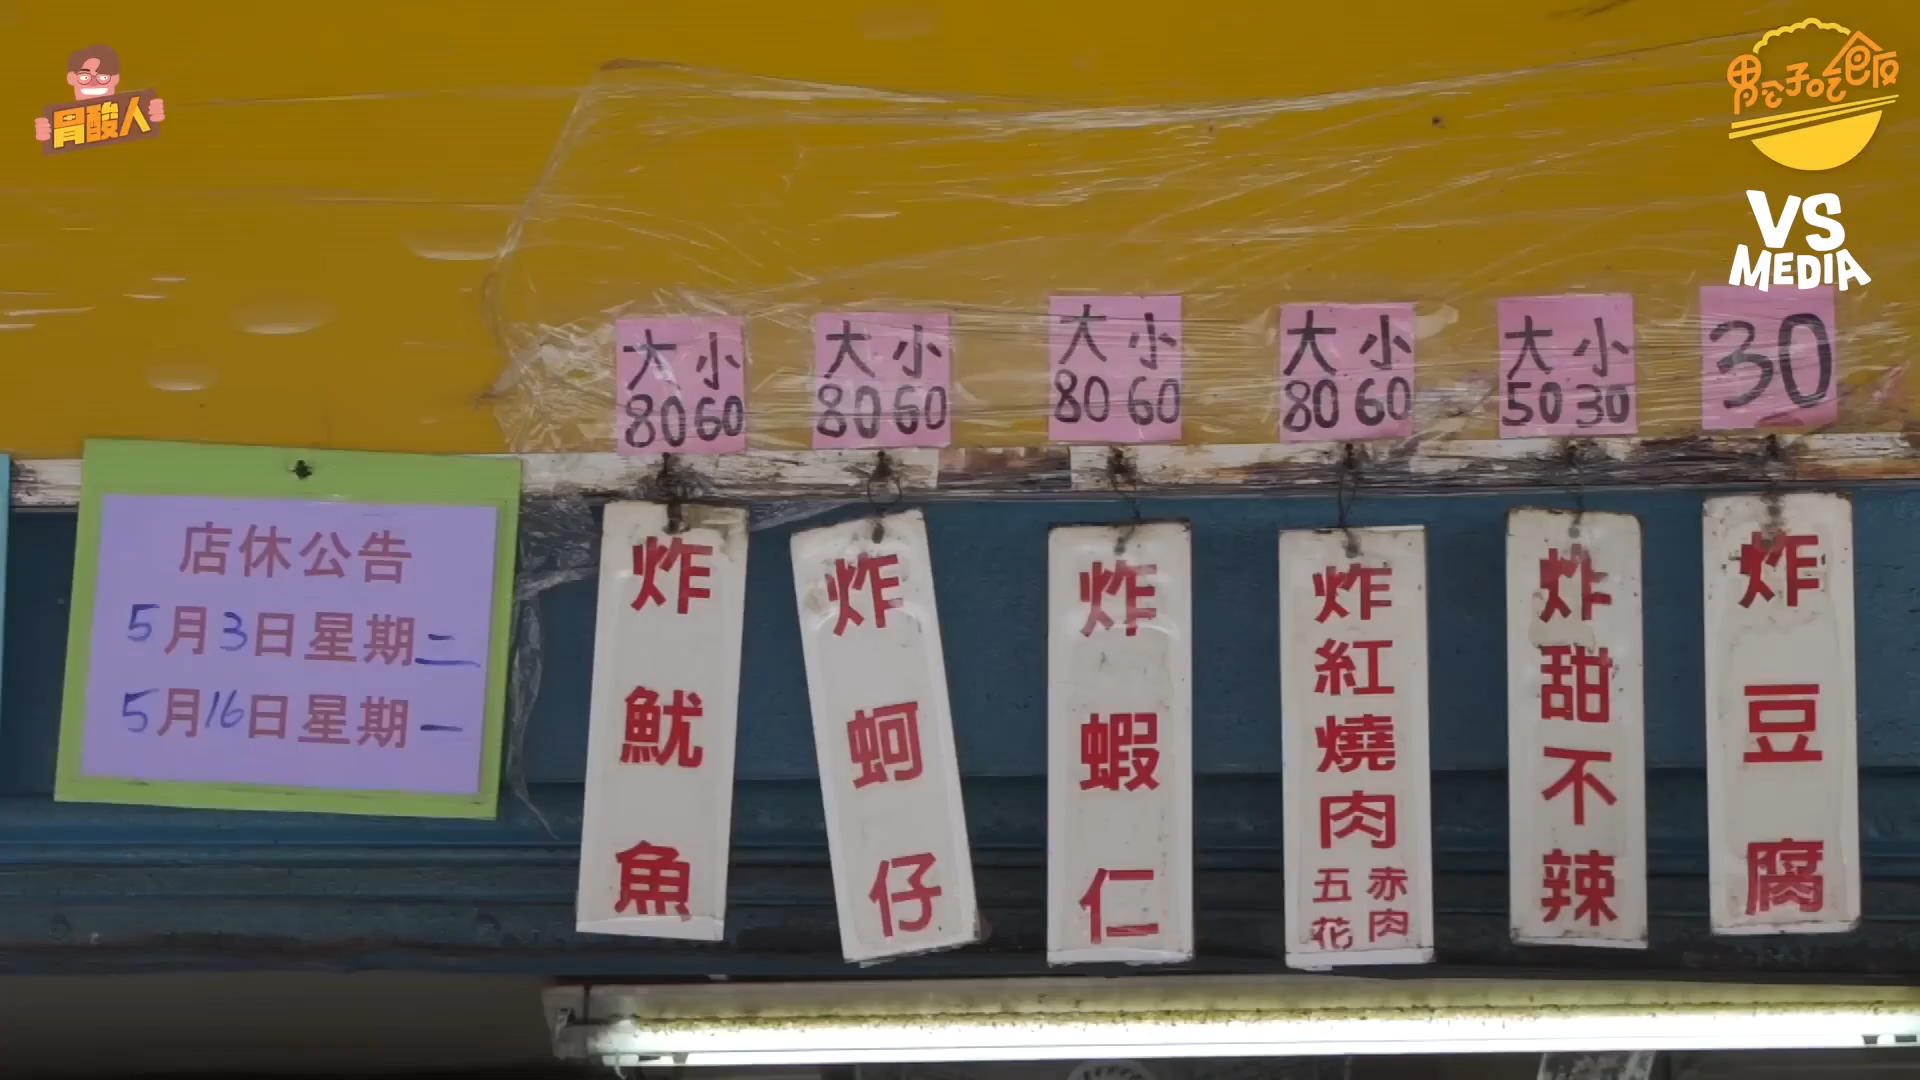 胃酸人
男公子吃飯
VS
MEDIA
大 小
80 60
大 小
80 60
大 小
80 60
大 小
80 60
大 小
50 30
30
店休公告
5月3日星期二
5月16日星期一
炸魷魚
炸蚵仔
炸蝦仁
炸紅燒肉
五花
赤肉
炸甜不辣
炸豆腐